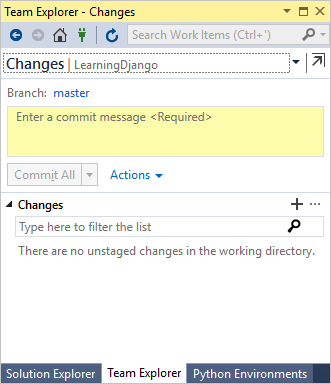 Team Explorer - Changes
Search Work Items (Ctrl+')
Changes | LearningDjango
Branch: master
Enter a commit message <Required>
Commit All
Actions
Changes
Type here to filter the list
There are no unstaged changes in the working directory.
Solution Explorer Team Explorer Python Environments